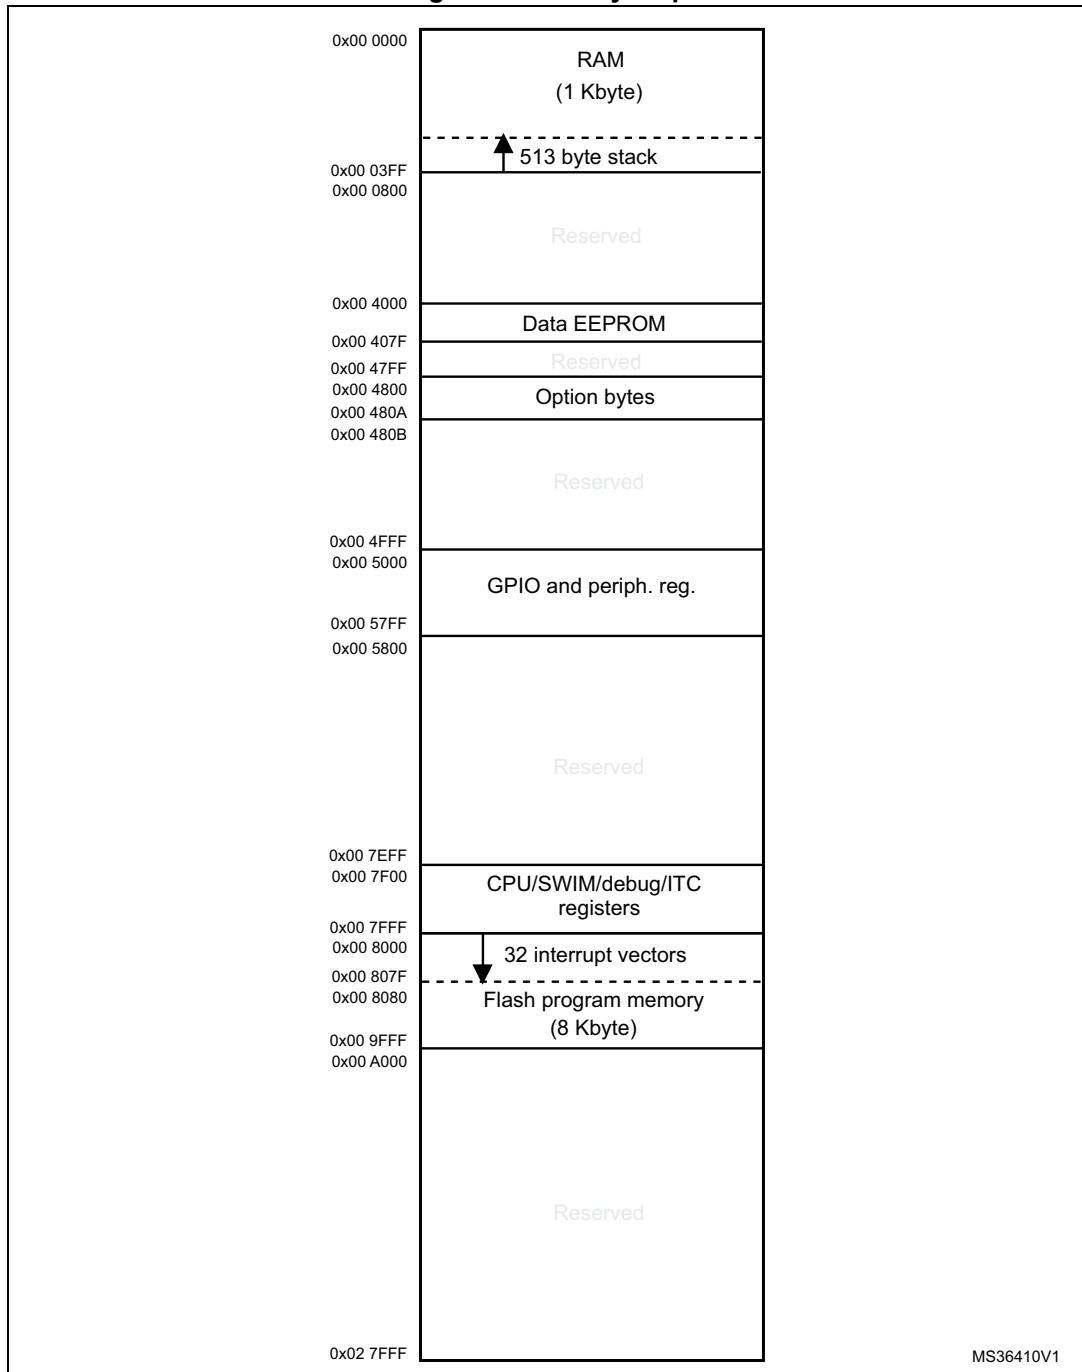 0x00 0000
RAM
(1 Kbyte)
513 byte stack
0x00 03FF
0x00 0800
Reserved
0x00 4000
Data EEPROM
0x00 407F
Reserved
0x00 47FF
0x00 4800
Option bytes
0x00 480A
0x00 480B
Reserved
0x00 4FFF
0x00 5000
GPIO and periph. reg.
0x00 57FF
0x00 5800
Reserved
0x00 7EFF
0x00 7F00
CPU/SWIM/debug/ITC
registers
0x00 7FFF
0x00 8000
32 interrupt vectors
0x00 807F
0x00 8080
Flash program memory
(8 Kbyte)
0x00 9FFF
0x00 A000
Reserved
0x02 7FFF
MS36410V1